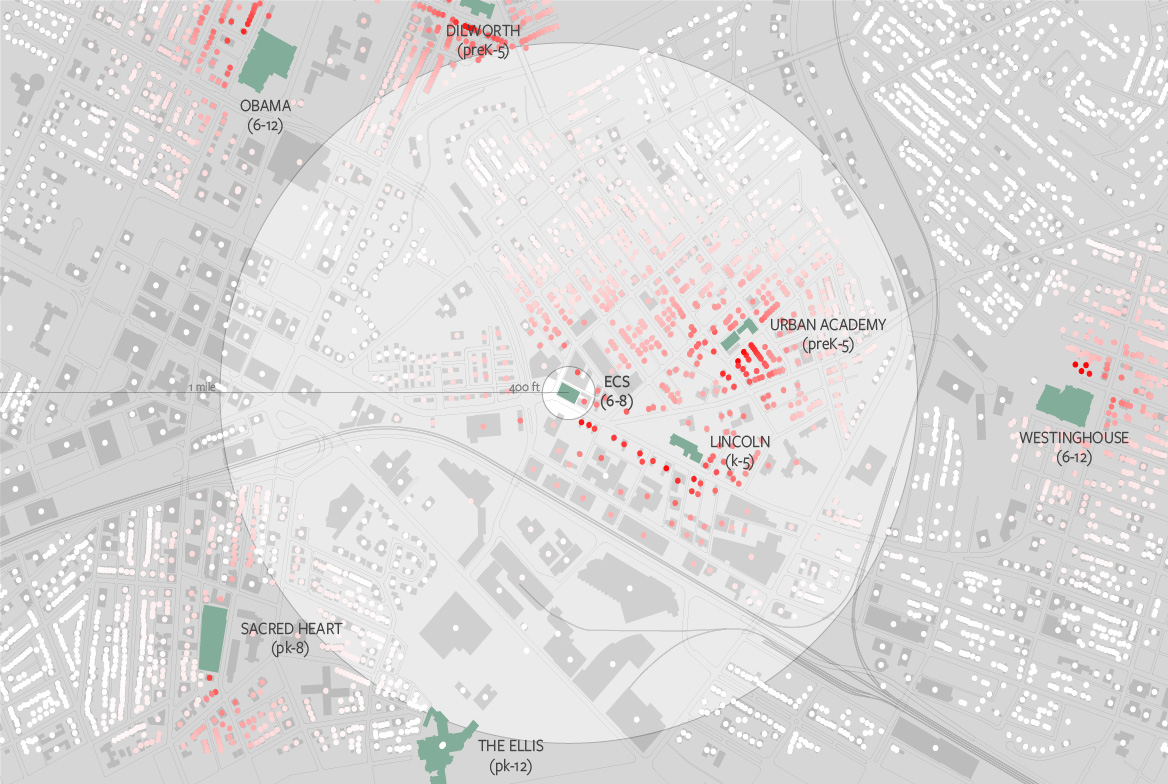 DILWORTH
(preK-5)
OBAMA
(6-12)
URBAN ACADEMY
(preK-5)
1 mile
400 ft
ECS
(6-8)
LINCOLN
(k-5)
WESTINGHOUSE
(6-12)
SACRED HEART
(pk-8)
THE ELLIS
(pk-12)